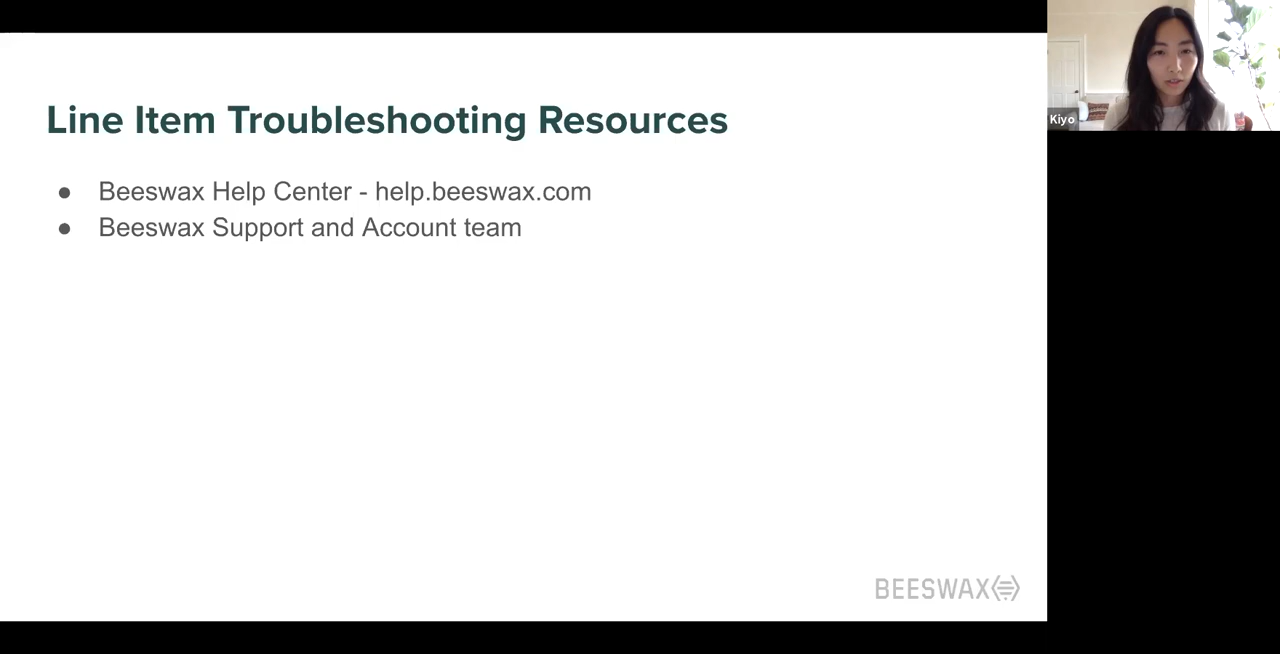 Line Item Troubleshooting Resources
● Beeswax Help Center - help.beeswax.com
● Beeswax Support and Account team
BEESWAX
Kiyo